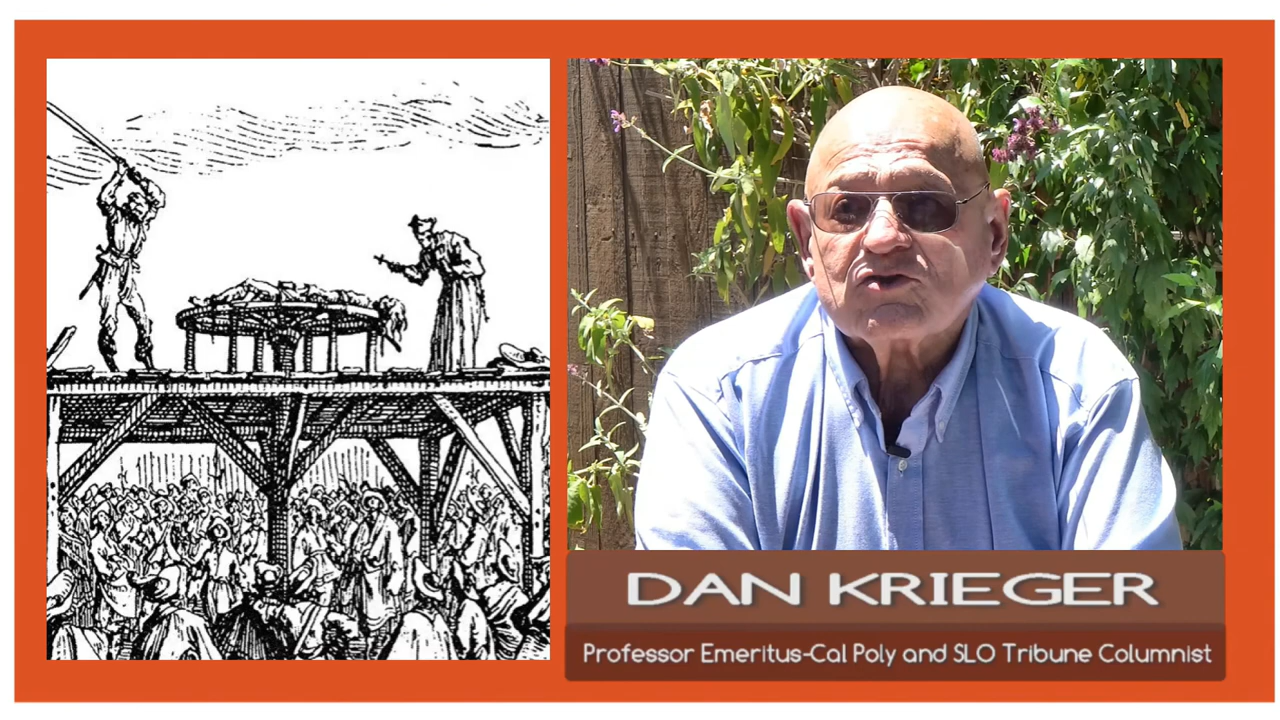 DAN KRIEGER
Professor Emeritus-Cal Poly and SLO Tribune Columnist